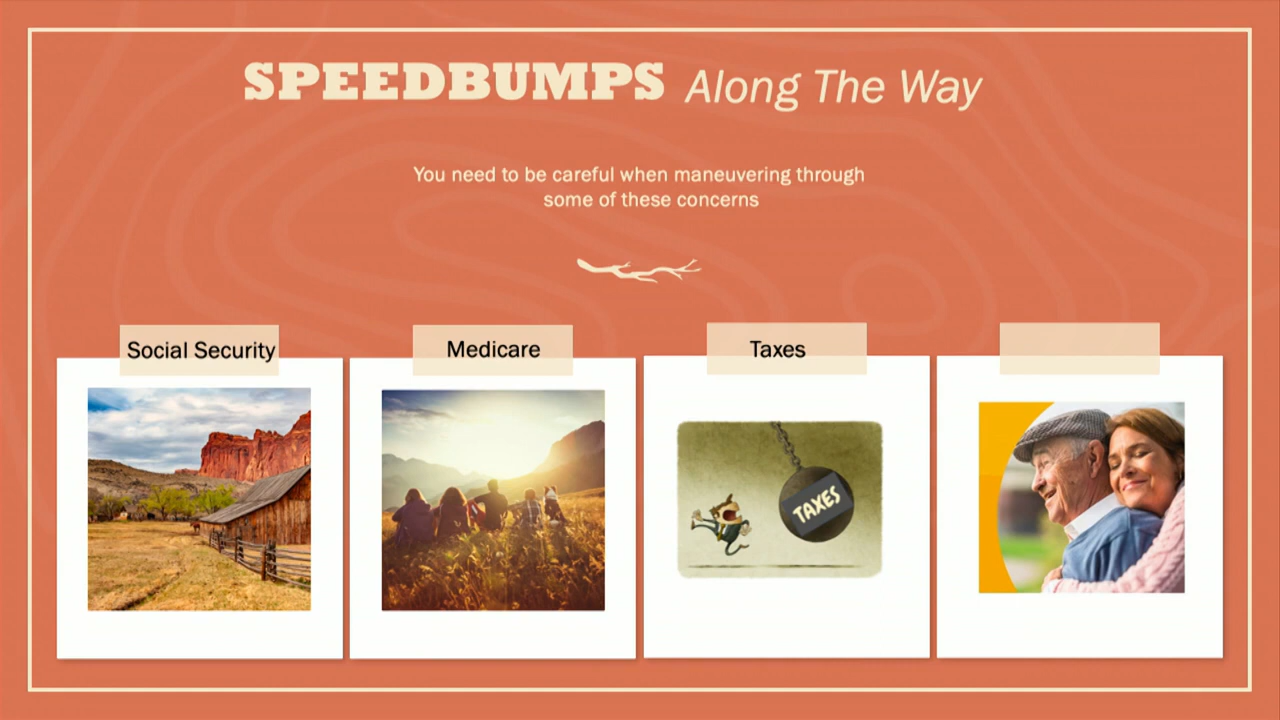 SPEEDBUMPS Along The Way
You need to be careful when maneuvering through
some of these concerns
Social Security
Medicare
Taxes
TAXES